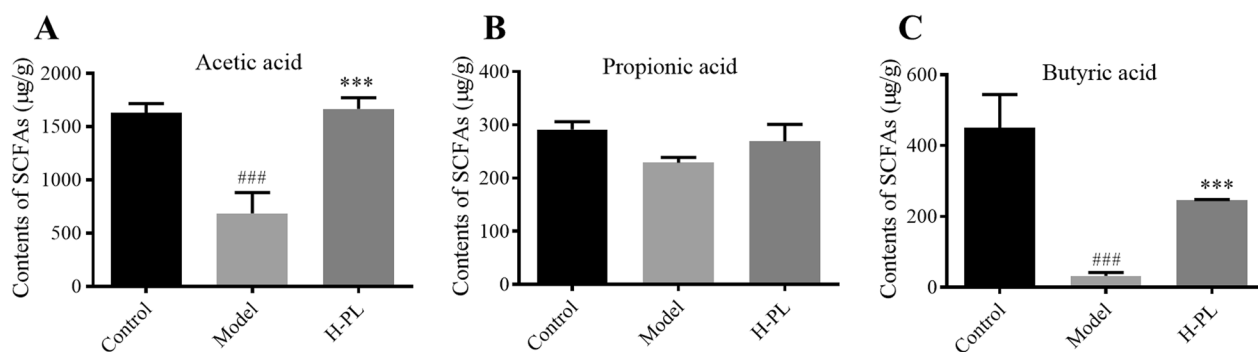 A
Acetic acid
Contents of SCFAs (µg/g)
2000
1500
1000
500
0
###
***
Control
Model
H-PL
B
Propionic acid
Contents of SCFAs (µg/g)
400
300
200
100
0
Control
Model
H-PL
C
Butyric acid
Contents of SCFAs (µg/g)
600
400
200
0
###
***
Control
Model
H-PL